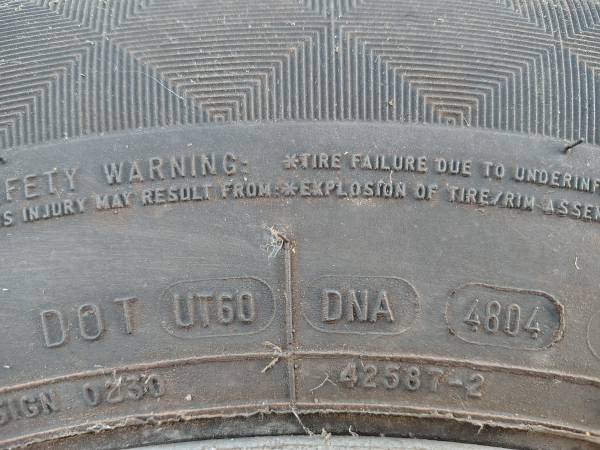 FETY WARNING: *TIRE FAILURE DUE TO UNDERINF
S INJURY MAY RESULT FROM:*EXPLOSION OF TIRE/RIM ASSEM
DOT UT60 DNA 4804
SIGN 0230 42587-2